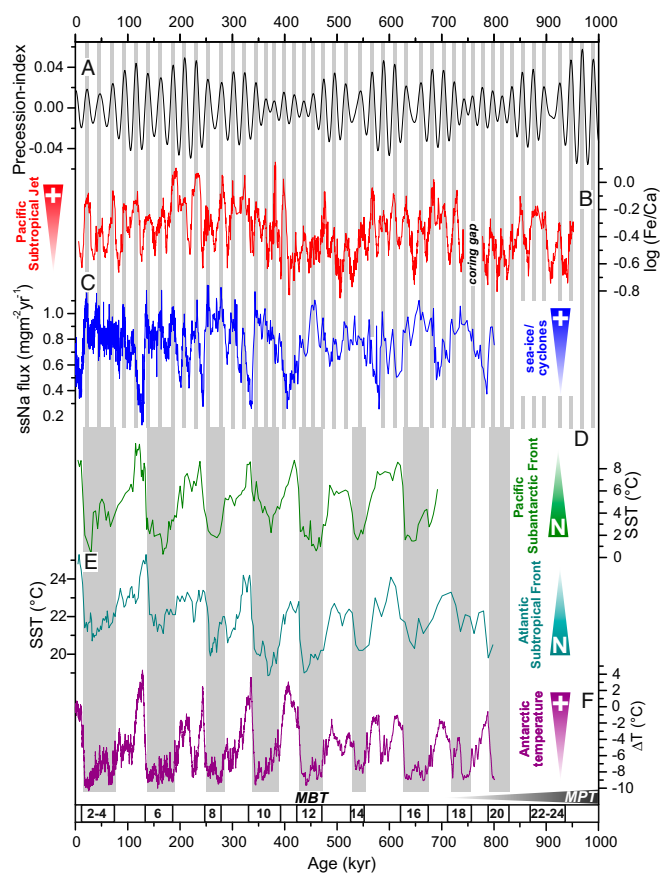 0 100 200 300 400 500 600 700 800 900 1000
A
Precession-index
0.04
0.00
-0.04
Pacific
Subtropical Jet
+
B
0.0
-0.2
-0.4
-0.6
-0.8
log (Fe/Ca)
coring gap
C
ssNa flux (mgm⁻²yr⁻¹)
1.0
0.8
0.6
0.4
0.2
sea-ice/
cyclones
+
D
Pacific
Subantarctic Front
N
8
6
4
2
0
SST (°C)
E
SST (°C)
24
22
20
Atlantic
Subtropical Front
N
F
Antarctic
temperature
+
4
2
0
-2
-4
-6
-8
-10
ΔT (°C)
MBT
MPT
2-4 6 8 10 12 14 16 18 20 22-24
0 100 200 300 400 500 600 700 800 900 1000
Age (kyr)